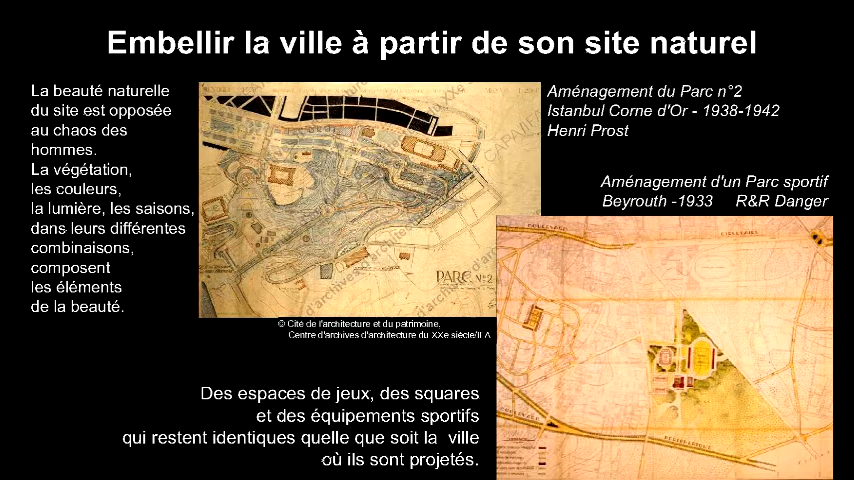 Embellir la ville à partir de son site naturel
La beauté naturelle
du site est opposée
au chaos des
hommes.
La végétation,
les couleurs,
la lumière, les saisons,
dans leurs différentes
combinaisons,
composent
les éléments
de la beauté.
Aménagement du Parc n°2
Istanbul Corne d'Or - 1938-1942
Henri Prost
Aménagement d'un Parc sportif
Beyrouth -1933 R&R Danger
PARC N°2
© Cité de l'architecture et du patrimoine.
Centre d'archives d'architecture du XXe siècle/
Des espaces de jeux, des squares
et des équipements sportifs
qui restent identiques quelle que soit la ville
où ils sont projetés.